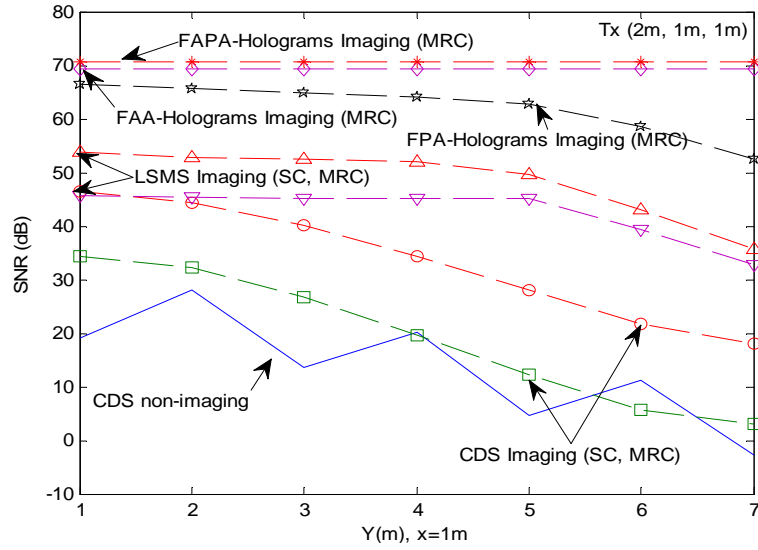 80
70
60
50
40
30
20
10
0
-10
SNR (dB)
Tx (2m, 1m, 1m)
FAPA-Holograms Imaging (MRC)
FAA-Holograms Imaging (MRC)
FPA-Holograms Imaging (MRC)
LSMS Imaging (SC, MRC)
CDS non-imaging
CDS Imaging (SC, MRC)
1 2 3 4 5 6 7
Y(m), x=1m